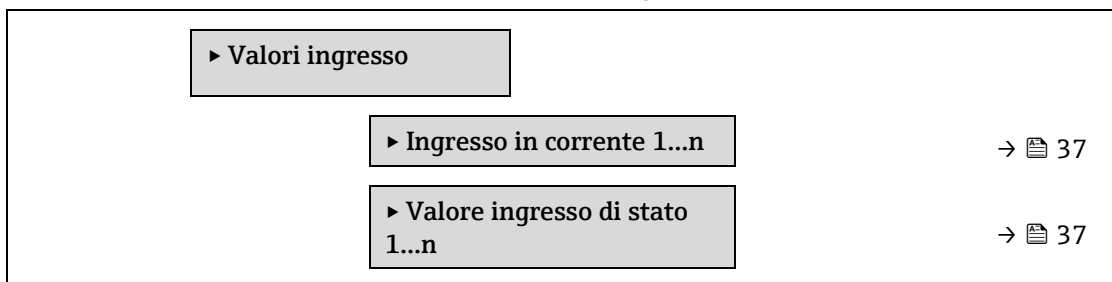 ▸ Valori ingresso
▸ Ingresso in corrente 1...n
→ 37
▸ Valore ingresso di stato
1...n
→ 37